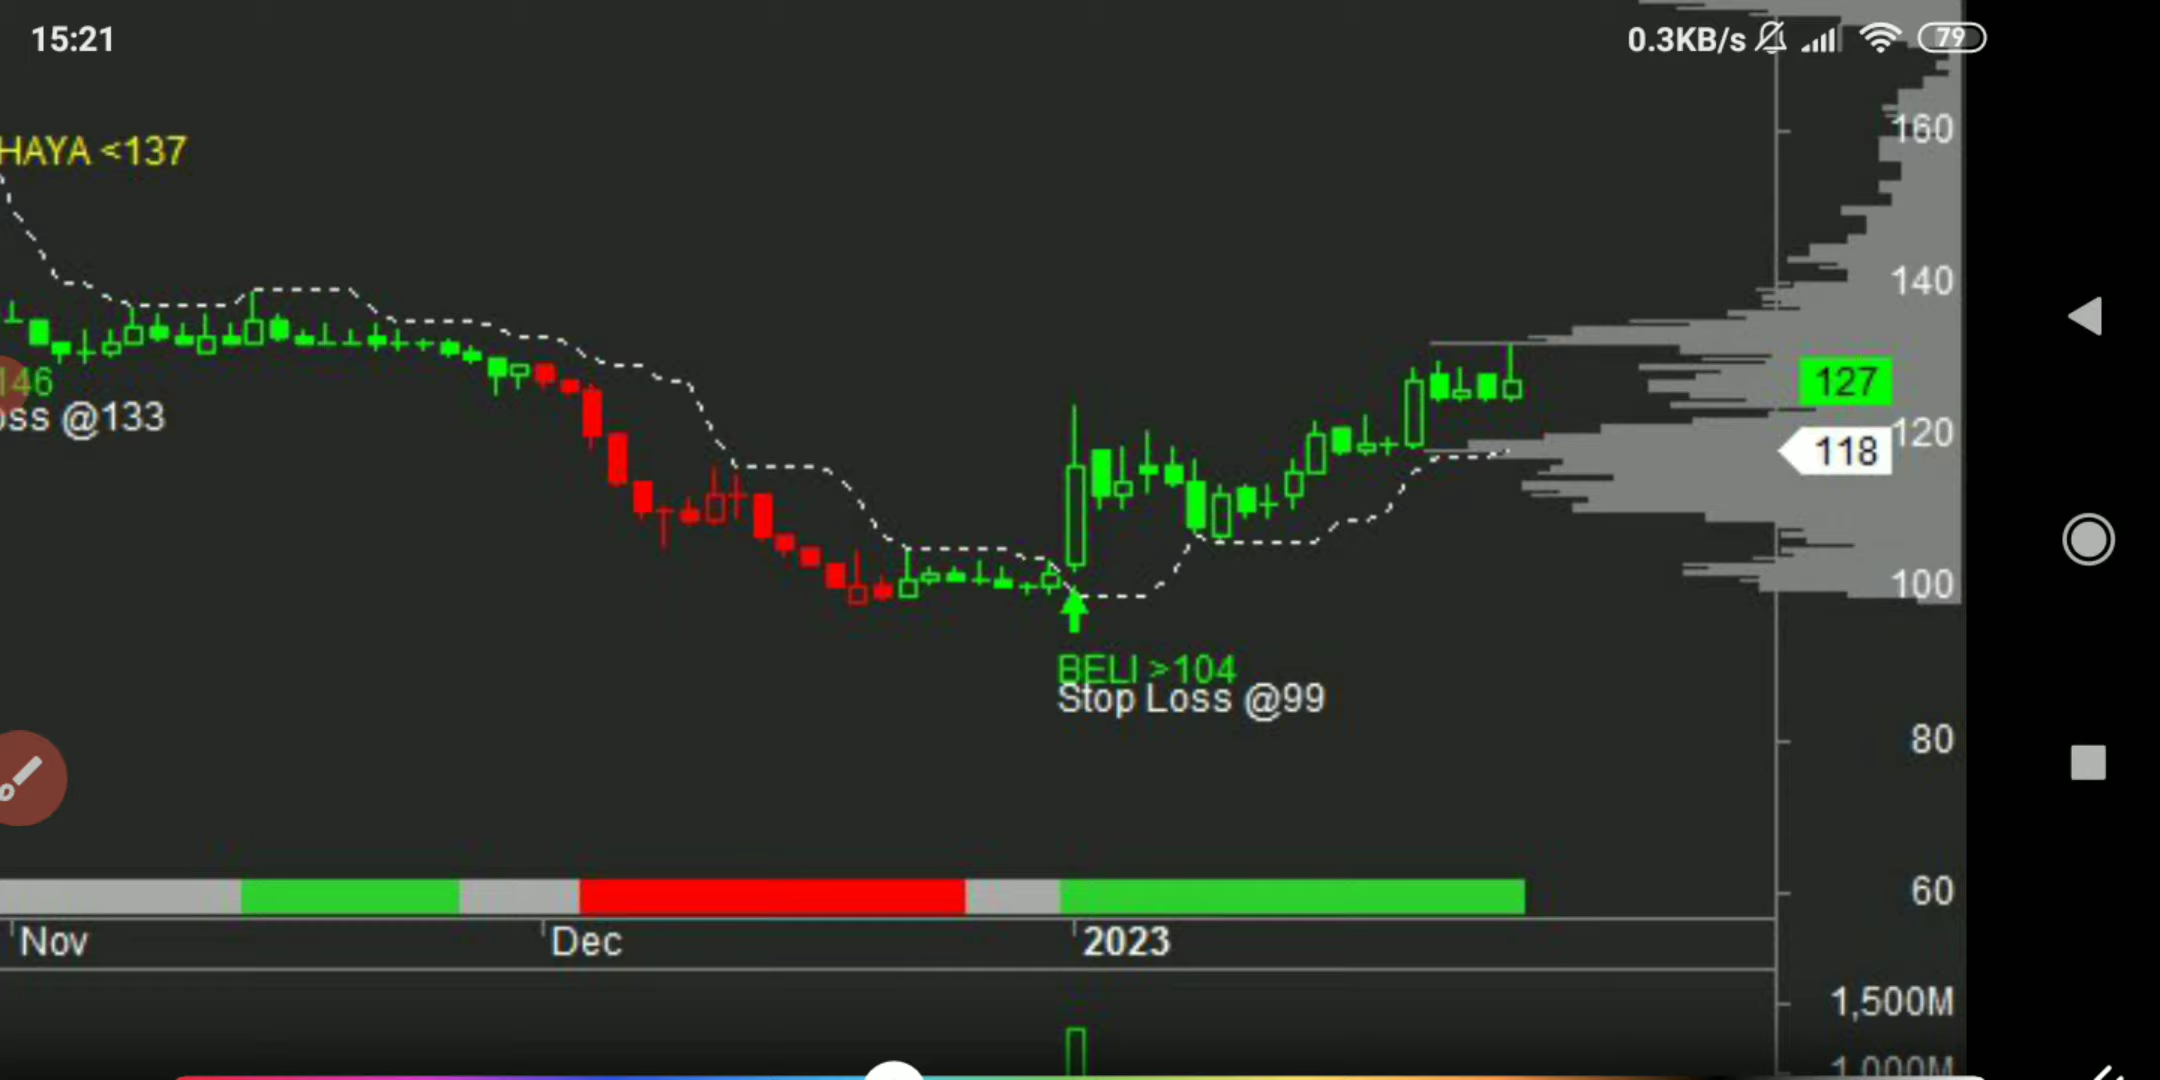 15:21
0.3KB/s
79
HAYA <137
160
140
127
146
oss @133
120
118
100
BELI >104
Stop Loss @99
80
60
Nov Dec 2023
1,500M
1,000M